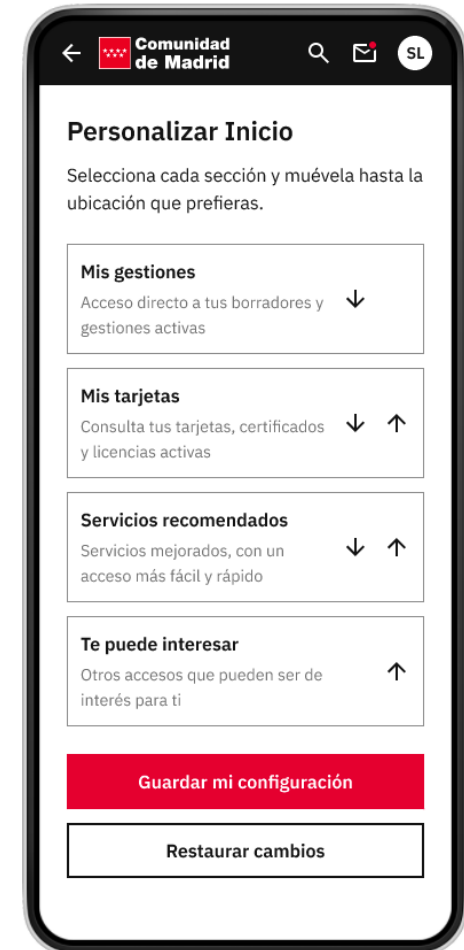 Comunidad
de Madrid
SL
Personalizar Inicio
Selecciona cada sección y muévela hasta la
ubicación que prefieras.
Mis gestiones
Acceso directo a tus borradores y
gestiones activas
Mis tarjetas
Consulta tus tarjetas, certificados
y licencias activas
Servicios recomendados
Servicios mejorados, con un
acceso más fácil y rápido
Te puede interesar
Otros accesos que pueden ser de
interés para ti
Guardar mi configuración
Restaurar cambios